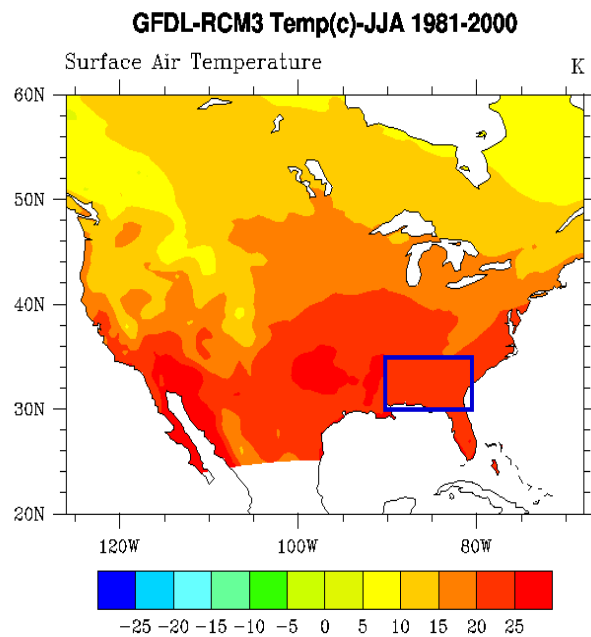 GFDL-RCM3 Temp(c)-JJA 1981-2000
Surface Air Temperature K
60N
50N
40N
30N
20N
120W 100W 80W
-25 -20 -15 -10 -5 0 5 10 15 20 25